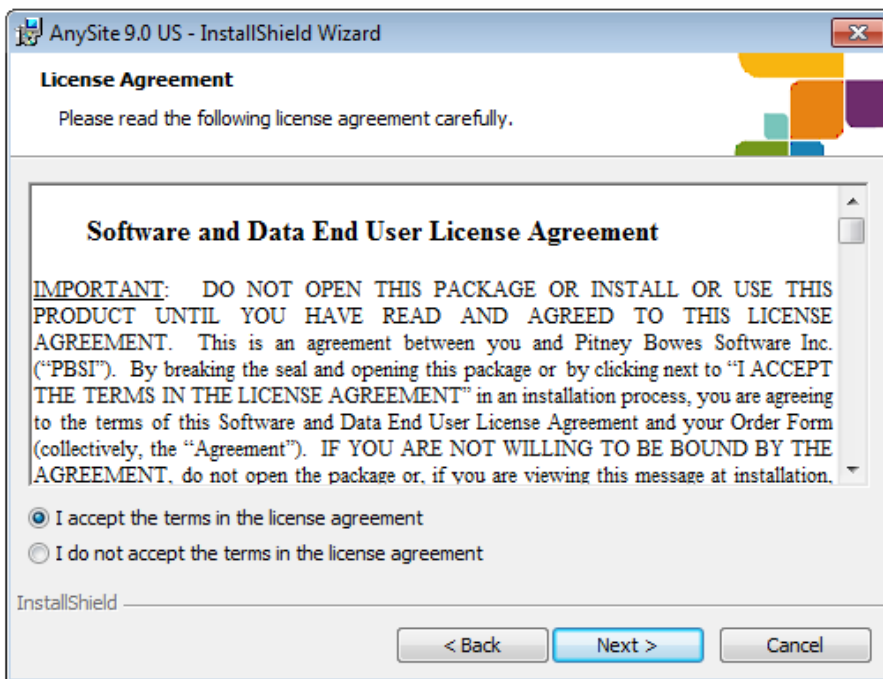 AnySite 9.0 US - InstallShield Wizard
License Agreement
Please read the following license agreement carefully.
Software and Data End User License Agreement
IMPORTANT: DO NOT OPEN THIS PACKAGE OR INSTALL OR USE THIS
PRODUCT UNTIL YOU HAVE READ AND AGREED TO THIS LICENSE
AGREEMENT. This is an agreement between you and Pitney Bowes Software Inc.
(“PBSI”). By breaking the seal and opening this package or by clicking next to “I ACCEPT
THE TERMS IN THE LICENSE AGREEMENT” in an installation process, you are agreeing
to the terms of this Software and Data End User License Agreement and your Order Form
(collectively, the “Agreement”). IF YOU ARE NOT WILLING TO BE BOUND BY THE
AGREEMENT, do not open the package or, if you are viewing this message at installation,
I accept the terms in the license agreement
I do not accept the terms in the license agreement
InstallShield
< Back Next > Cancel